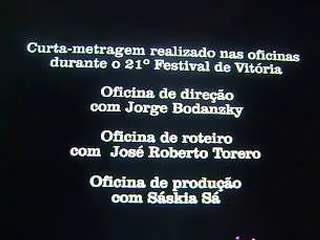 Curta-metragem realizado nas oficinas
durante o 21º Festival de Vitória
Oficina de direção
com Jorge Bodanzky
Oficina de roteiro
com José Roberto Torero
Oficina de produção
com Sáskia Sá